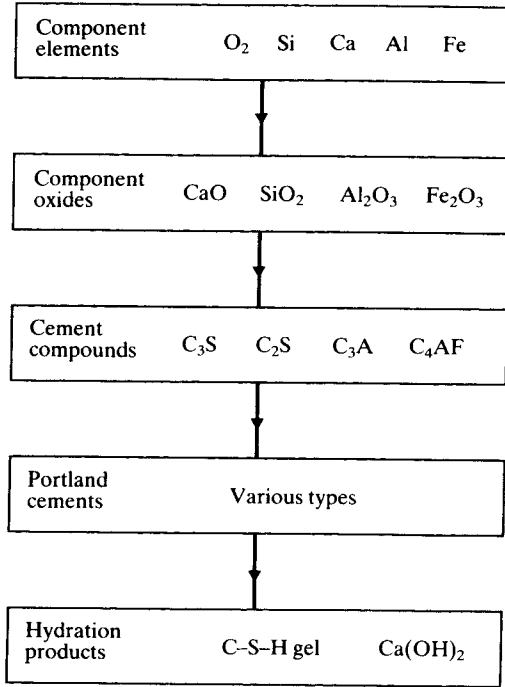 Component
elements
O₂ Si Ca Al Fe
Component
oxides
CaO SiO₂ Al₂O₃ Fe₂O₃
Cement
compounds
C₃S C₂S C₃A C₄AF
Portland
cements
Various types
Hydration
products
C–S–H gel Ca(OH)₂